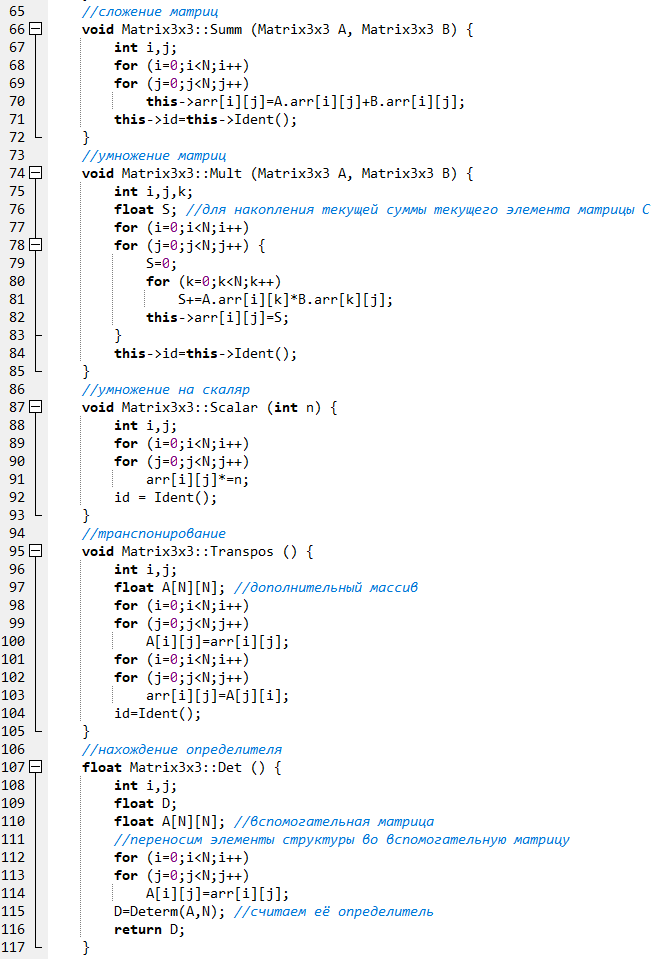 65 //сложение матриц
66 void Matrix3x3::Summ (Matrix3x3 A, Matrix3x3 B) {
67 int i,j;
68 for (i=0;i<N;i++)
69 for (j=0;j<N;j++)
70 this->arr[i][j]=A.arr[i][j]+B.arr[i][j];
71 this->id=this->Ident();
72 }
73 //умножение матриц
74 void Matrix3x3::Mult (Matrix3x3 A, Matrix3x3 B) {
75 int i,j,k;
76 float S; //для накопления текущей суммы текущего элемента матрицы С
77 for (i=0;i<N;i++)
78 for (j=0;j<N;j++) {
79 S=0;
80 for (k=0;k<N;k++)
81 S+=A.arr[i][k]*B.arr[k][j];
82 this->arr[i][j]=S;
83 }
84 this->id=this->Ident();
85 }
86 //умножение на скаляр
87 void Matrix3x3::Scalar (int n) {
88 int i,j;
89 for (i=0;i<N;i++)
90 for (j=0;j<N;j++)
91 arr[i][j]*=n;
92 id = Ident();
93 }
94 //транспонирование
95 void Matrix3x3::Transpos () {
96 int i,j;
97 float A[N][N]; //дополнительный массив
98 for (i=0;i<N;i++)
99 for (j=0;j<N;j++)
100 A[i][j]=arr[i][j];
101 for (i=0;i<N;i++)
102 for (j=0;j<N;j++)
103 arr[i][j]=A[j][i];
104 id=Ident();
105 }
106 //нахождение определителя
107 float Matrix3x3::Det () {
108 int i,j;
109 float D;
110 float A[N][N]; //вспомогательная матрица
111 //переносим элементы структуры во вспомогательную матрицу
112 for (i=0;i<N;i++)
113 for (j=0;j<N;j++)
114 A[i][j]=arr[i][j];
115 D=Determ(A,N); //считаем её определитель
116 return D;
117 }